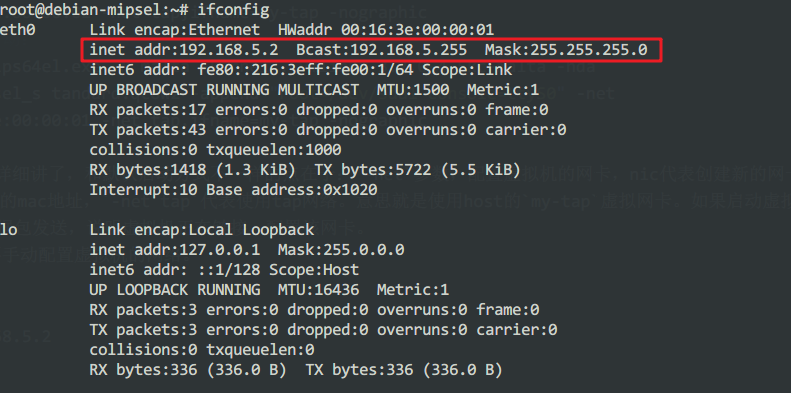 root@debian-mipsel:~# ifconfig
eth0      Link encap:Ethernet  HWaddr 00:16:3e:00:00:01
          inet addr:192.168.5.2  Bcast:192.168.5.255  Mask:255.255.255.0
          inet6 addr: fe80::216:3eff:fe00:1/64 Scope:Link
          UP BROADCAST RUNNING MULTICAST  MTU:1500  Metric:1
          RX packets:17 errors:0 dropped:0 overruns:0 frame:0
          TX packets:43 errors:0 dropped:0 overruns:0 carrier:0
          collisions:0 txqueuelen:1000
          RX bytes:1418 (1.3 KiB)  TX bytes:5722 (5.5 KiB)
          Interrupt:10 Base address:0x1020
lo        Link encap:Local Loopback
          inet addr:127.0.0.1  Mask:255.0.0.0
          inet6 addr: ::1/128 Scope:Host
          UP LOOPBACK RUNNING  MTU:16436  Metric:1
          RX packets:3 errors:0 dropped:0 overruns:0 frame:0
          TX packets:3 errors:0 dropped:0 overruns:0 carrier:0
          collisions:0 txqueuelen:0
          RX bytes:336 (336.0 B)  TX bytes:336 (336.0 B)